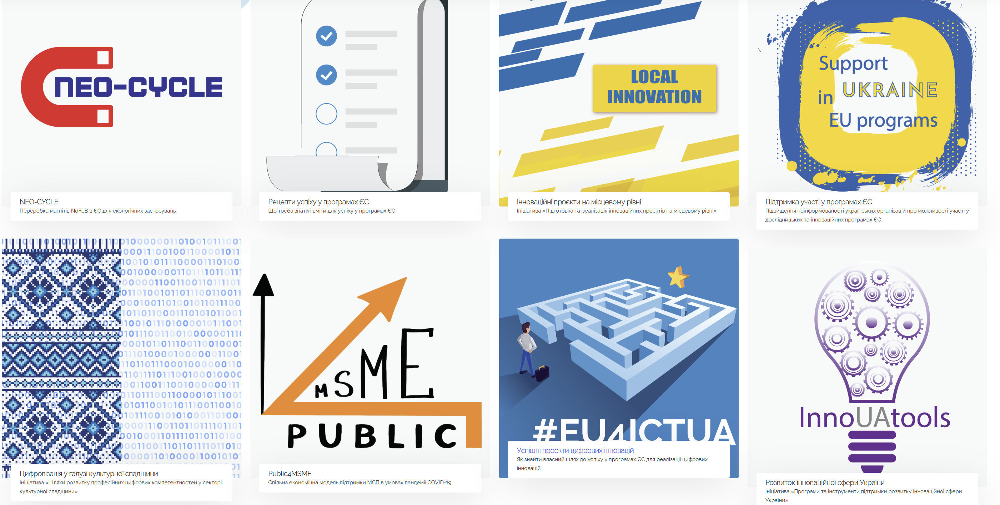 NEO-CYCLE
NEO-CYCLE
Переробка магнітів NdFeB в ЄС для екологічних застосувань
Рецепти успіху у програмах ЄС
Що треба знати і вміти для успіху у програмах ЄС
LOCAL
INNOVATION
Інноваційні проєкти на місцевому рівні
Ініціатива «Підготовка та реалізація інноваційних проєктів на місцевому рівні»
Support
in UKRAINE
EU programs
Підтримка участі у програмах ЄС
Підвищення поінформованості українських організацій про можливості участі у
дослідницьких та інноваційних програмах ЄС
Цифровізація у галузі культурної спадщини
Ініціатива «Шляхи розвитку професійних цифрових компетентностей у секторі
культурної спадщини»
MSME
PUBLIC
Public4MSME
Спільна економічна модель підтримки МСП в умовах пандемії COVID-19
#EU4ICTUA
Успішні проєкти цифрових інновацій
Як знайти власний шлях до успіху у програмах ЄС для реалізації цифрових
інновацій
InnoUAtools
Розвиток інноваційної сфери України
Ініціатива «Програми та інструменти підтримки розвитку інноваційної сфери
України»